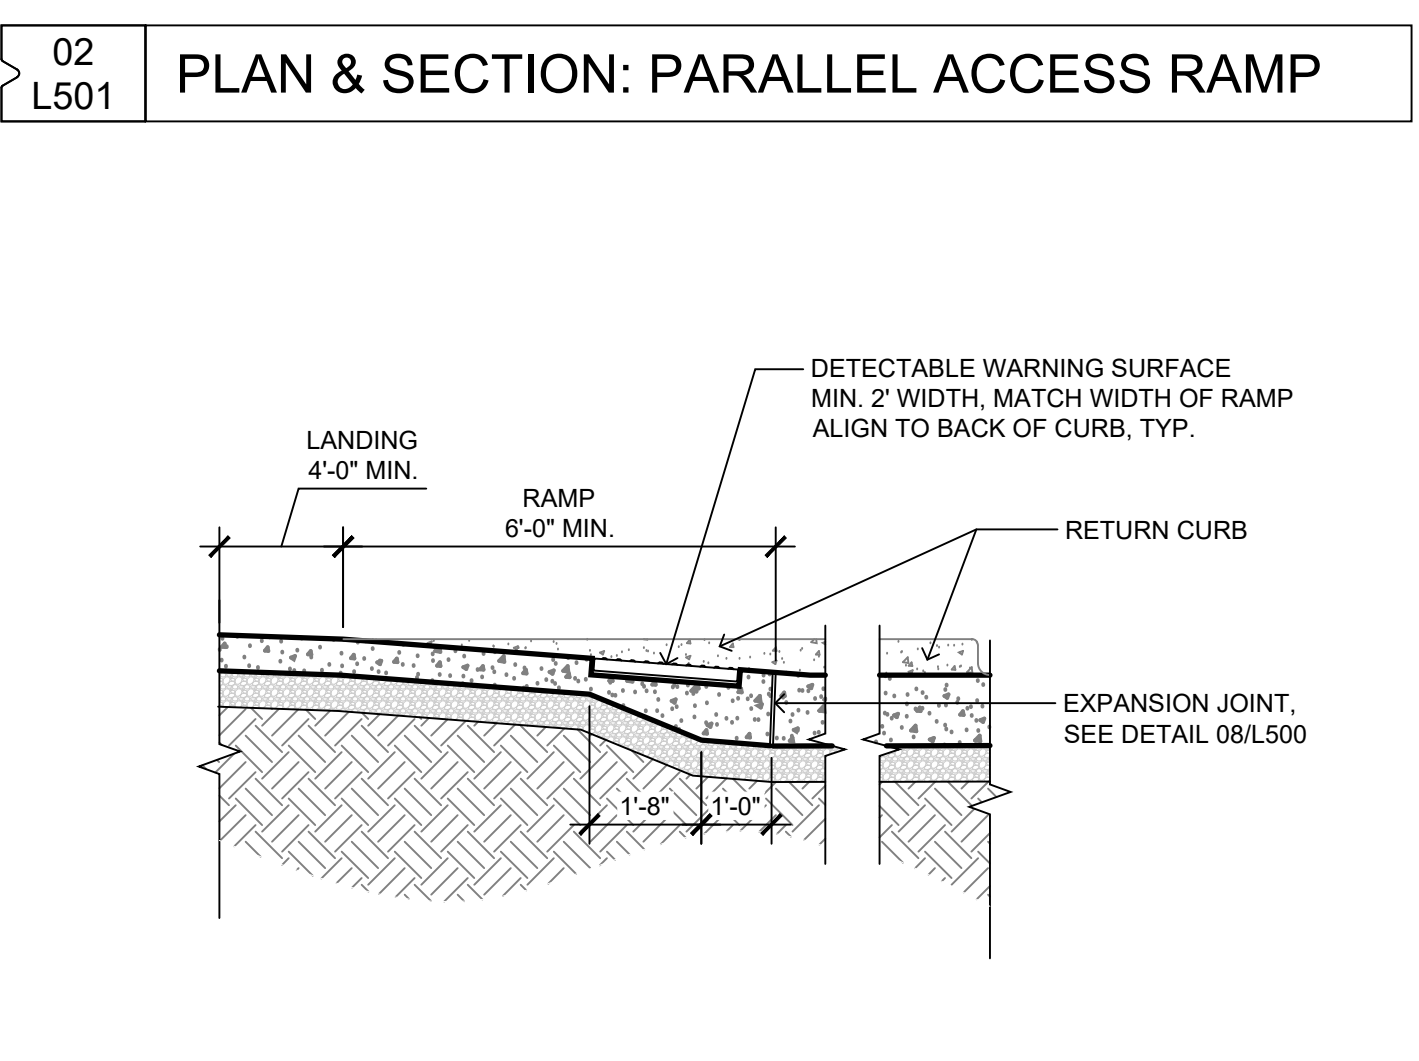 02
L501
PLAN & SECTION: PARALLEL ACCESS RAMP
DETECTABLE WARNING SURFACE
MIN. 2' WIDTH, MATCH WIDTH OF RAMP
ALIGN TO BACK OF CURB, TYP.
LANDING
4'-0" MIN.
RAMP
6'-0" MIN.
RETURN CURB
EXPANSION JOINT,
SEE DETAIL 08/L500
1'-8"
1'-0"